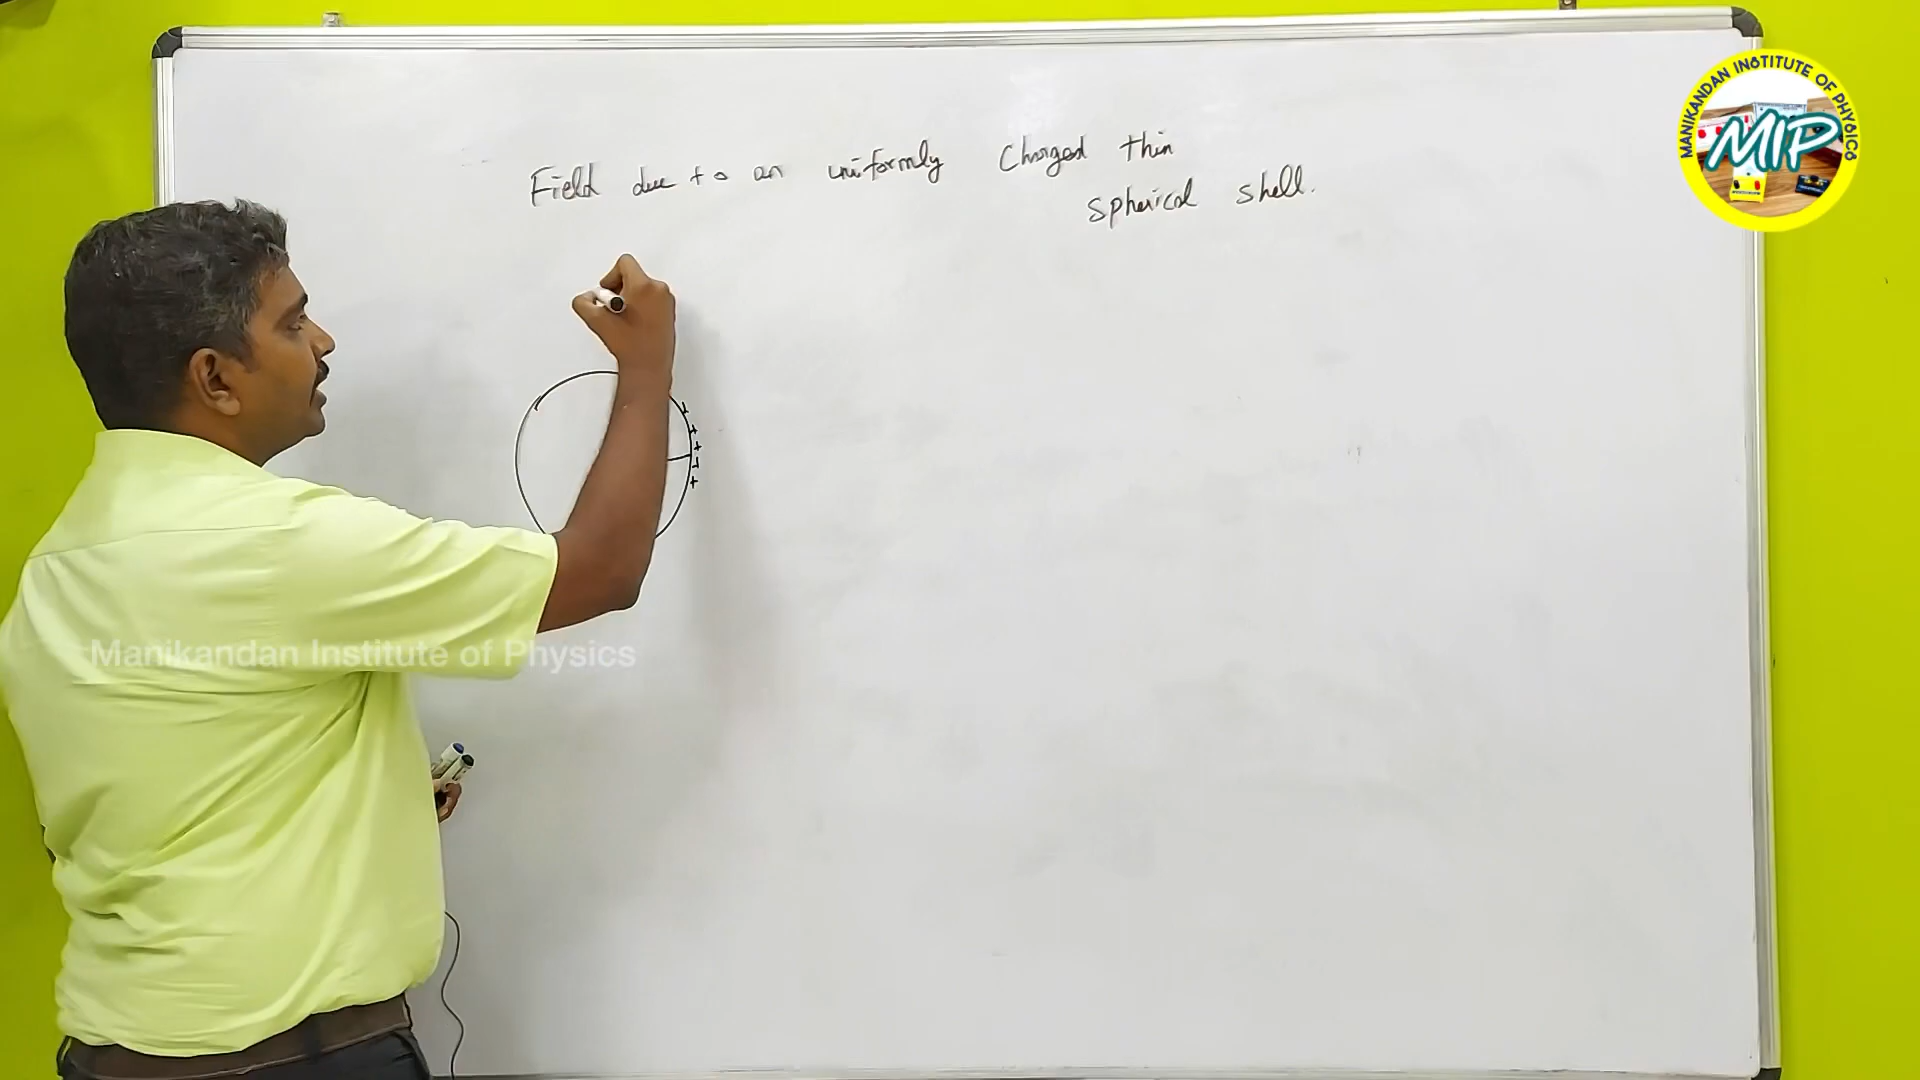 Field due to an uniformly charged thin
spherical shell.
+
+
+
+
+
MANIKANDAN INSTITUTE OF PHYSICS
MIP
Manikandan Institute of Physics